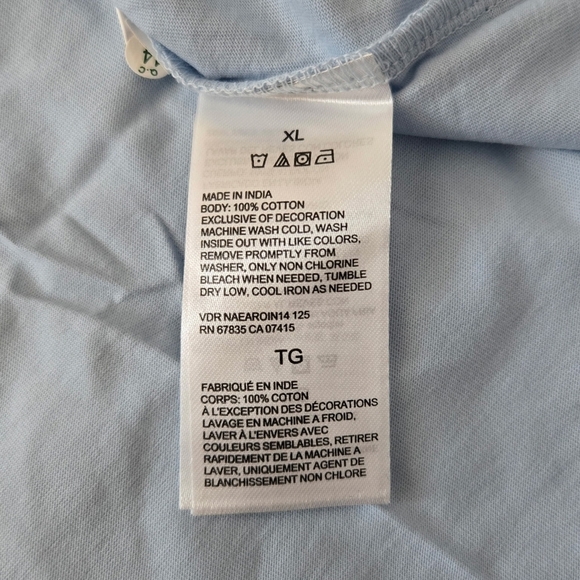 Q.C
14
XL
MADE IN INDIA
BODY: 100% COTTON
EXCLUSIVE OF DECORATION
MACHINE WASH COLD, WASH
INSIDE OUT WITH LIKE COLORS,
REMOVE PROMPTLY FROM
WASHER, ONLY NON CHLORINE
BLEACH WHEN NEEDED, TUMBLE
DRY LOW, COOL IRON AS NEEDED
VDR NAEAROIN14 125
RN 67835 CA 07415
TG
FABRIQUÉ EN INDE
CORPS: 100% COTON
À L'EXCEPTION DES DÉCORATIONS
LAVAGE EN MACHINE A FROID,
LAVER À L'ENVERS AVEC
COULEURS SEMBLABLES, RETIRER
RAPIDEMENT DE LA MACHINE A
LAVER, UNIQUEMENT AGENT DE
BLANCHISSEMENT NON CHLORE